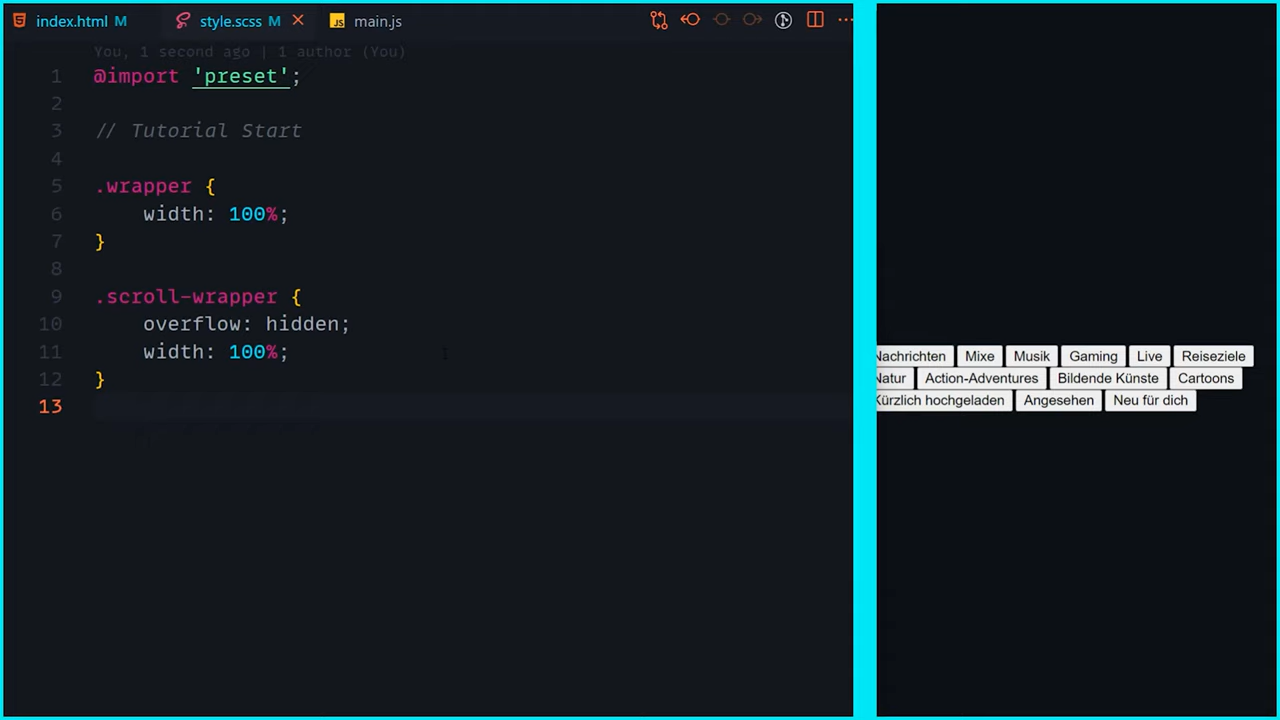 index.html M style.scss M main.js
You, 1 second ago | 1 author (You)
1 @import 'preset';
2
3 // Tutorial Start
4
5 .wrapper {
6 width: 100%;
7 }
8
9 .scroll-wrapper {
10 overflow: hidden;
11 width: 100%;
12 }
13
Nachrichten Mixe Musik Gaming Live Reiseziele
Natur Action-Adventures Bildende Künste Cartoons
Kürzlich hochgeladen Angesehen Neu für dich